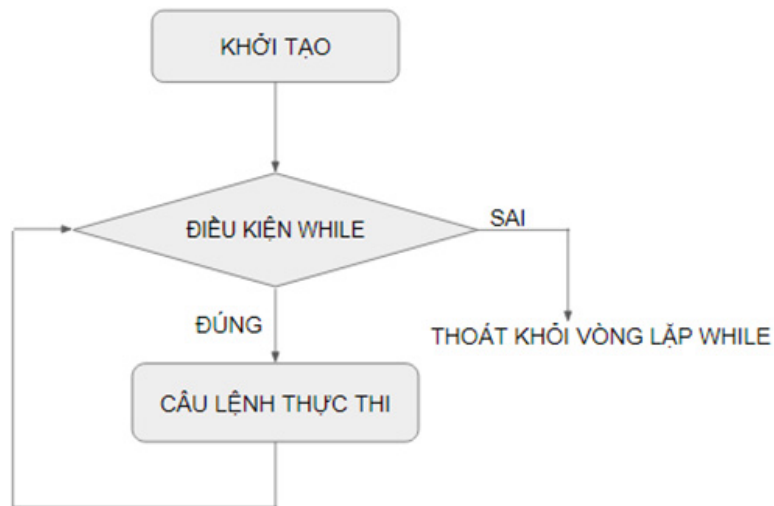 KHỞI TẠO
ĐIỀU KIỆN WHILE
SAI
ĐÚNG
THOÁT KHỎI VÒNG LẶP WHILE
CÂU LỆNH THỰC THI